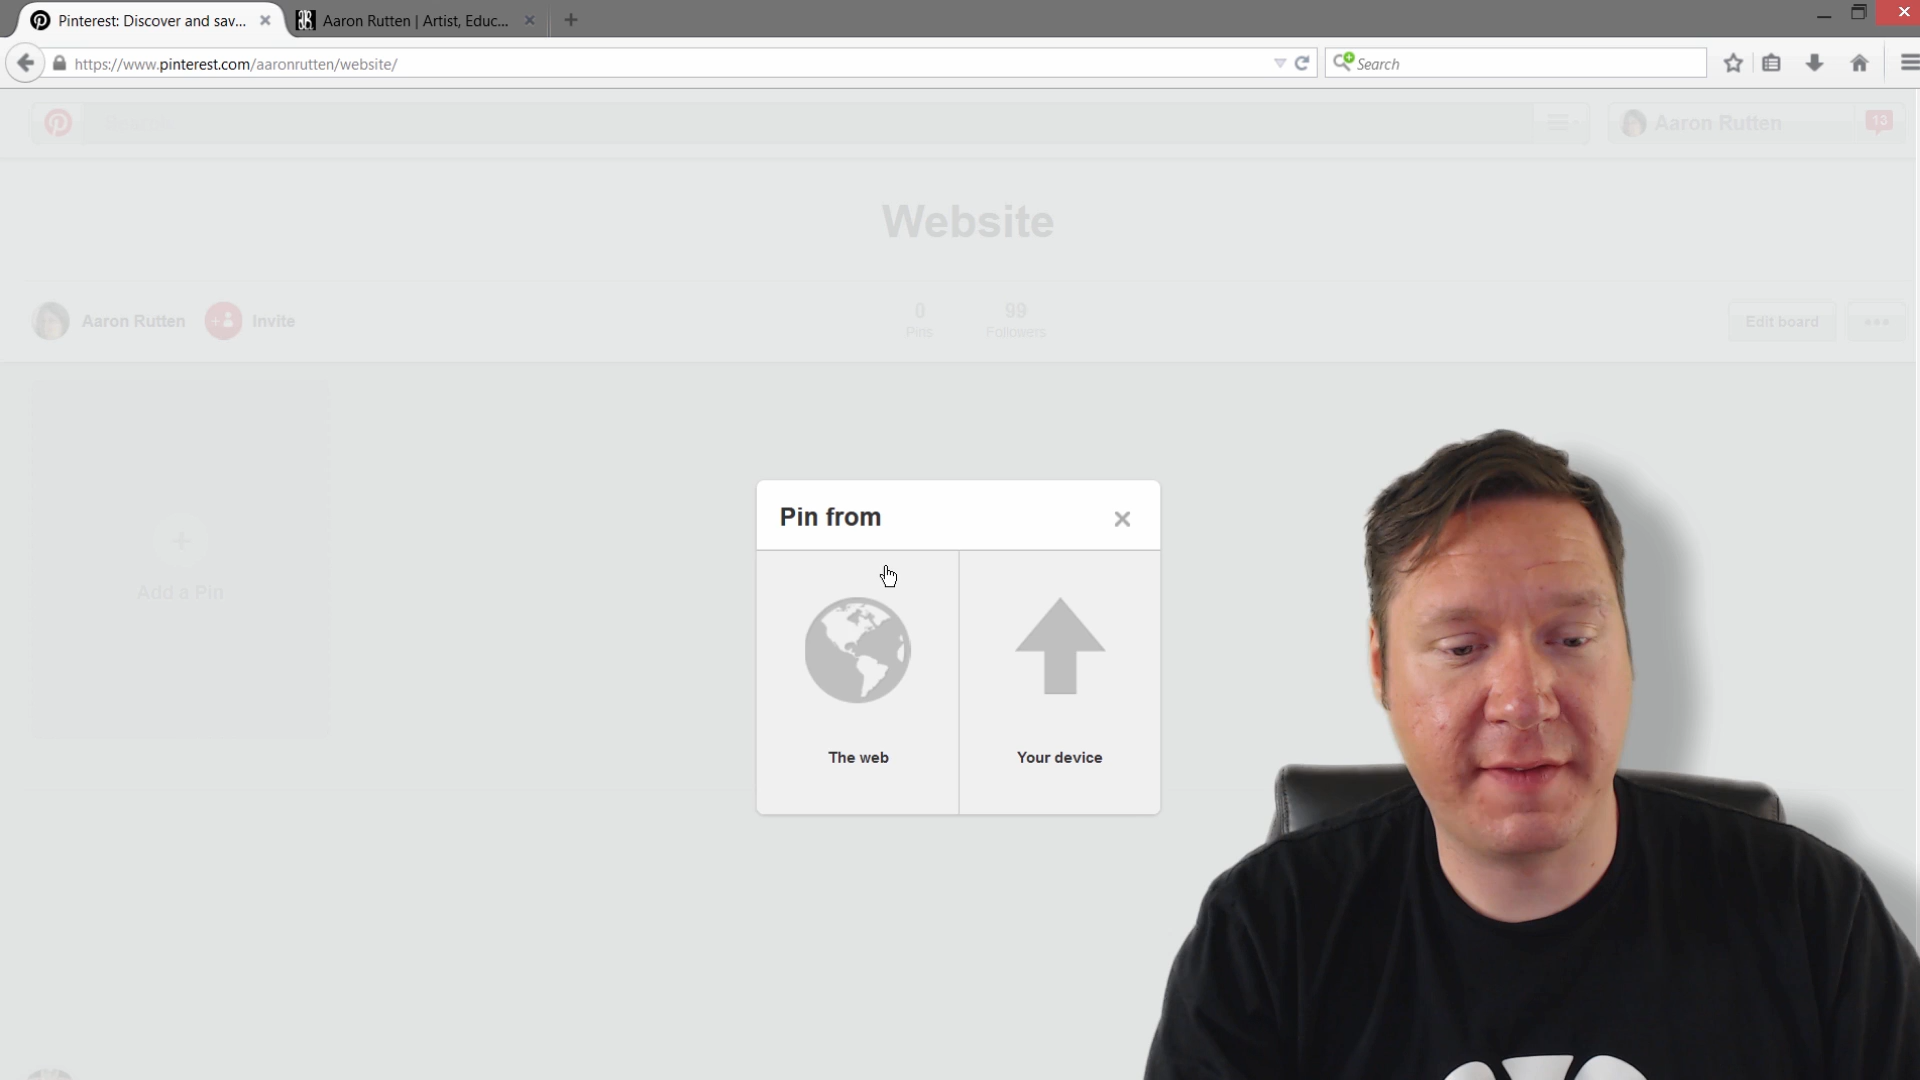 Pinterest: Discover and sav...
Aaron Rutten | Artist, Educ...
https://www.pinterest.com/aaronrutten/website/
Search
Search
Aaron Rutten
13
Website
Aaron Rutten
Invite
0
Pins
99
Followers
Edit board
Add a Pin
Pin from
The web
Your device